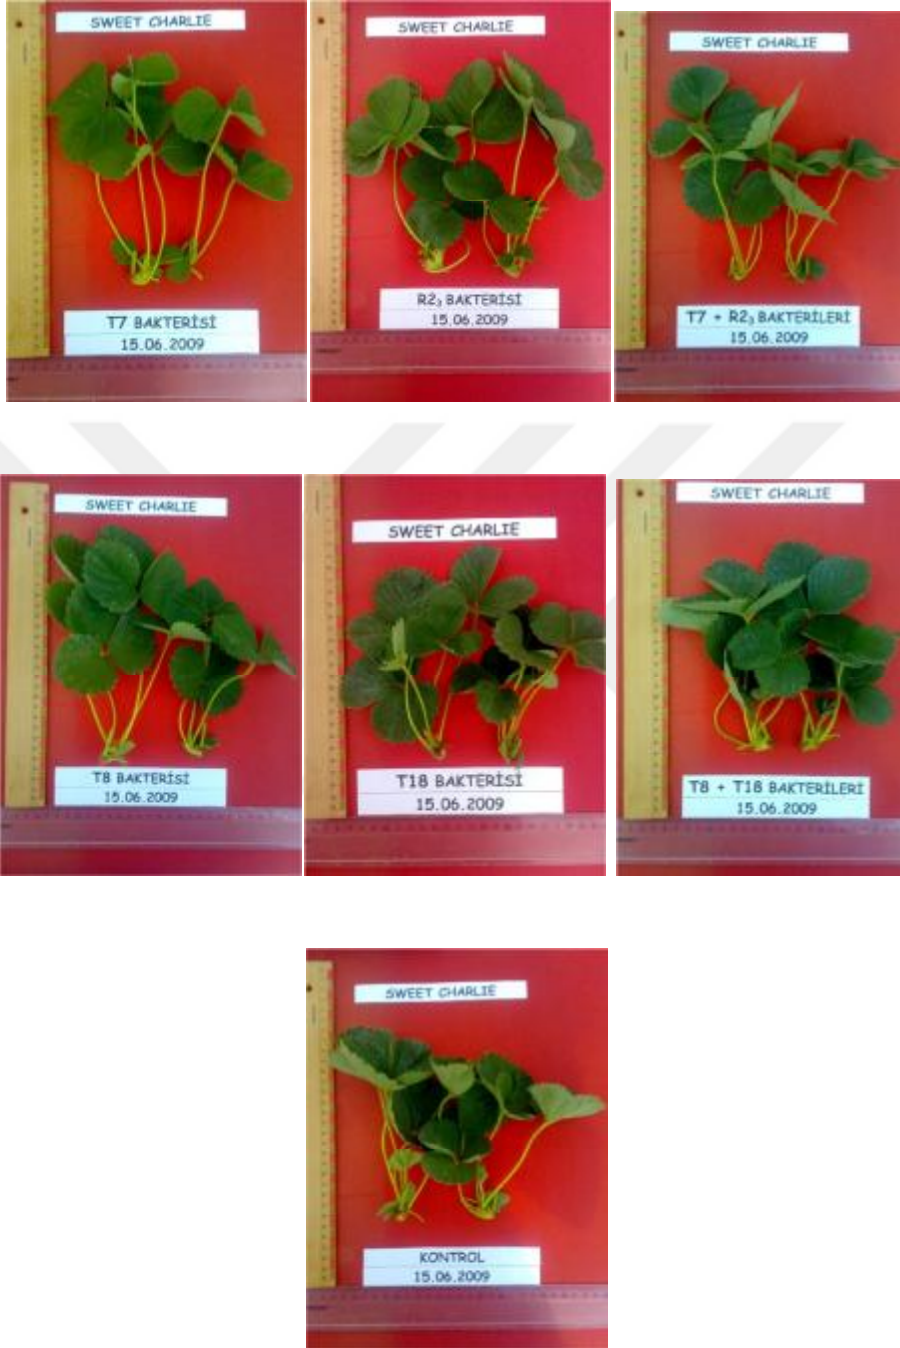 SWEET CHARLIE
T7 BAKTERİSİ
15.06.2009
SWEET CHARLIE
R2₃ BAKTERİSİ
15.06.2009
SWEET CHARLIE
T7 + R2₃ BAKTERİLERİ
15.06.2009
SWEET CHARLIE
T8 BAKTERİSİ
15.06.2009
SWEET CHARLIE
T18 BAKTERİSİ
15.06.2009
SWEET CHARLIE
T8 + T18 BAKTERİLERİ
15.06.2009
SWEET CHARLIE
KONTROL
15.06.2009